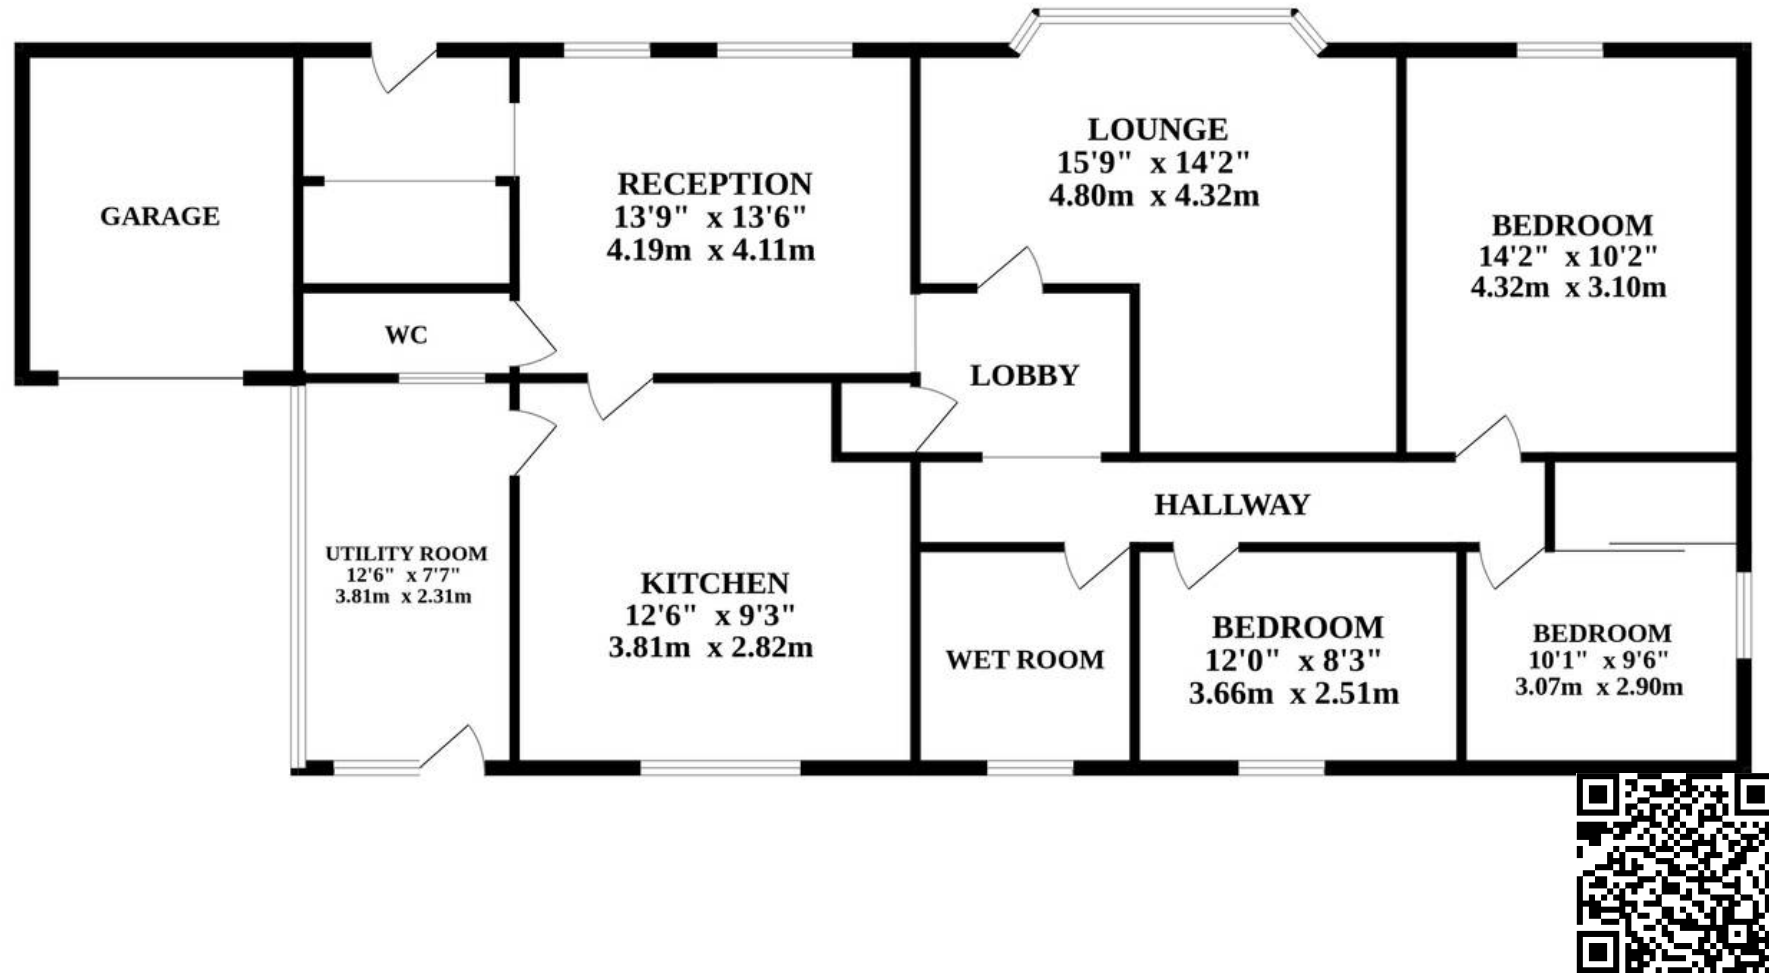 GARAGE
RECEPTION
13'9" x 13'6"
4.19m x 4.11m
LOUNGE
15'9" x 14'2"
4.80m x 4.32m
BEDROOM
14'2" x 10'2"
4.32m x 3.10m
WC
LOBBY
HALLWAY
UTILITY ROOM
12'6" x 7'7"
3.81m x 2.31m
KITCHEN
12'6" x 9'3"
3.81m x 2.82m
WET ROOM
BEDROOM
12'0" x 8'3"
3.66m x 2.51m
BEDROOM
10'1" x 9'6"
3.07m x 2.90m